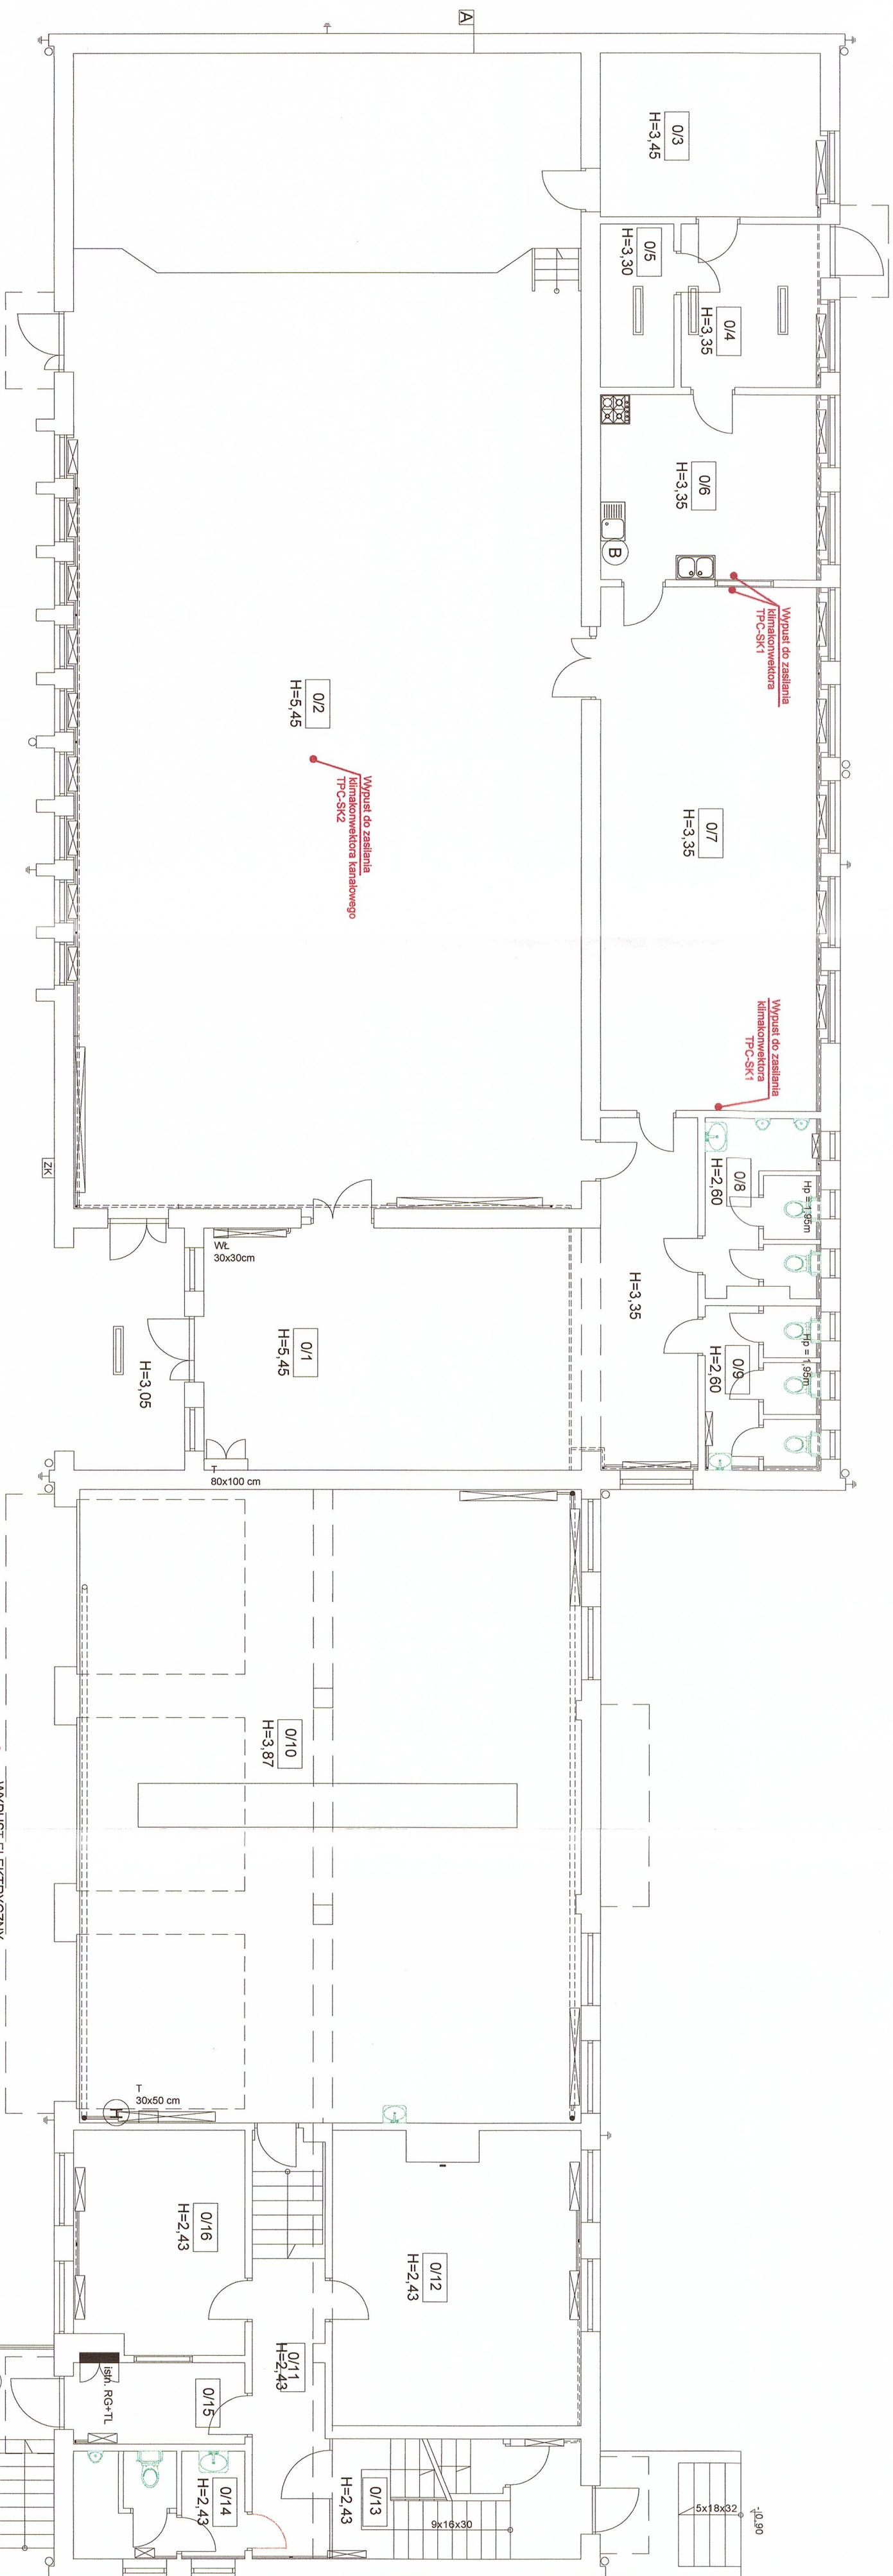 A
0/3
H=3,45
0/5
H=3,30
0/4
H=3,35
0/6
H=3,35
B
Wypust do zasilania
klimakonwektora
TPC-SK1
0/2
H=5,45
Wypust do zasilania
klimakonwektora kanałowego
TPC-SK2
0/7
H=3,35
Wypust do zasilania
klimakonwektora
TPC-SK1
ZK
0/8
H=2,60
Hp = 1,95m
WŁ
30x30cm
H=3,35
0/1
H=5,45
H=3,05
0/9
H=2,60
Hp = 1,95m
T
80x100 cm
0/10
H=3,87
WYPUST ELEKTRYCZNY
T
30x50 cm
H
0/16
H=2,43
0/12
H=2,43
0/11
H=2,43
istn. RG+TL
0/15
0/14
H=2,43
0/13
H=2,43
9x16x30
5x18x32
-|0,90